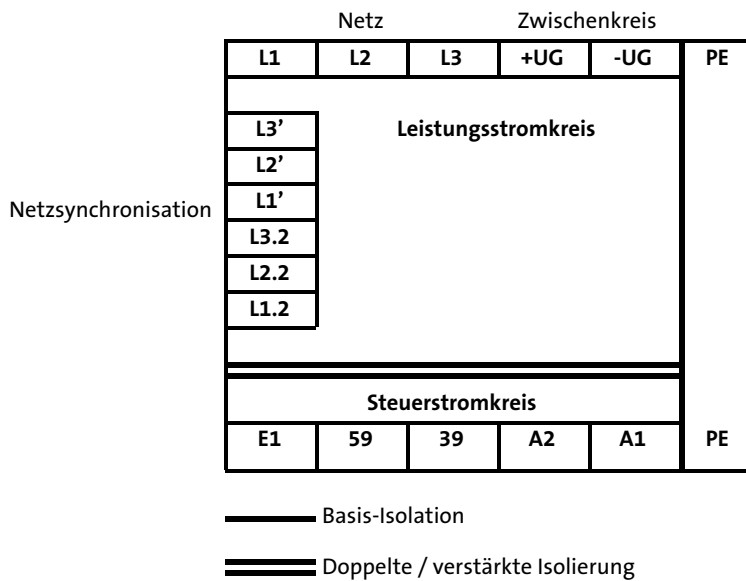 Netz Zwischenkreis
L1 L2 L3 +UG -UG PE
L3’ Leistungsstromkreis
L2’
Netzsynchronisation L1’
L3.2
L2.2
L1.2
Steuerstromkreis
E1 59 39 A2 A1 PE
Basis-Isolation
Doppelte / verstärkte Isolierung